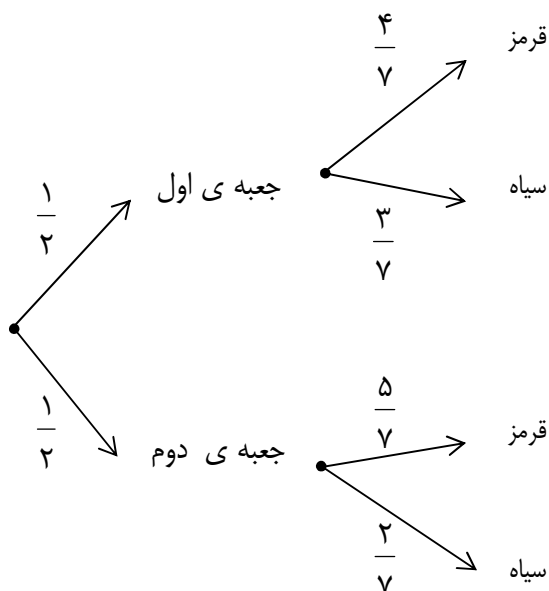 ۴/۷
قرمز
جعبه ی اول
۱/۲
سیاه
۳/۷
۱/۲
جعبه ی دوم
۵/۷
قرمز
۲/۷
سیاه